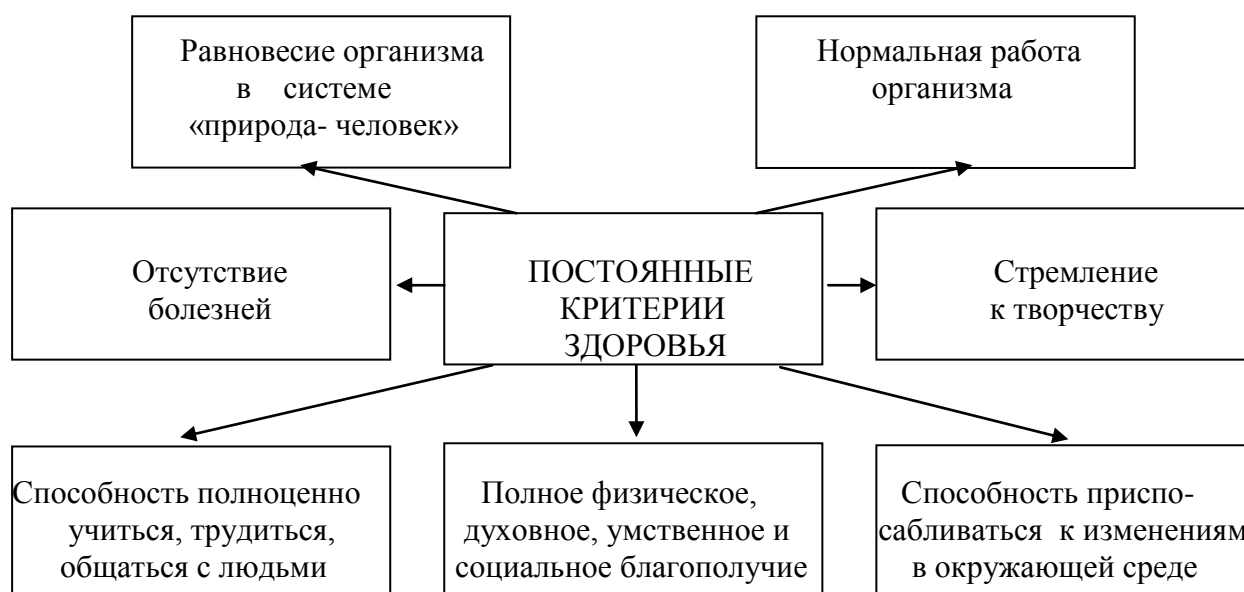 Равновесие организма
в системе
«природа- человек»
Нормальная работа
организма
Отсутствие
болезней
ПОСТОЯННЫЕ
КРИТЕРИИ
ЗДОРОВЬЯ
Стремление
к творчеству
Способность полноценно
учиться, трудиться,
общаться с людьми
Полное физическое,
духовное, умственное и
социальное благополучие
Способность приспо-
сабливаться к изменениям
в окружающей среде